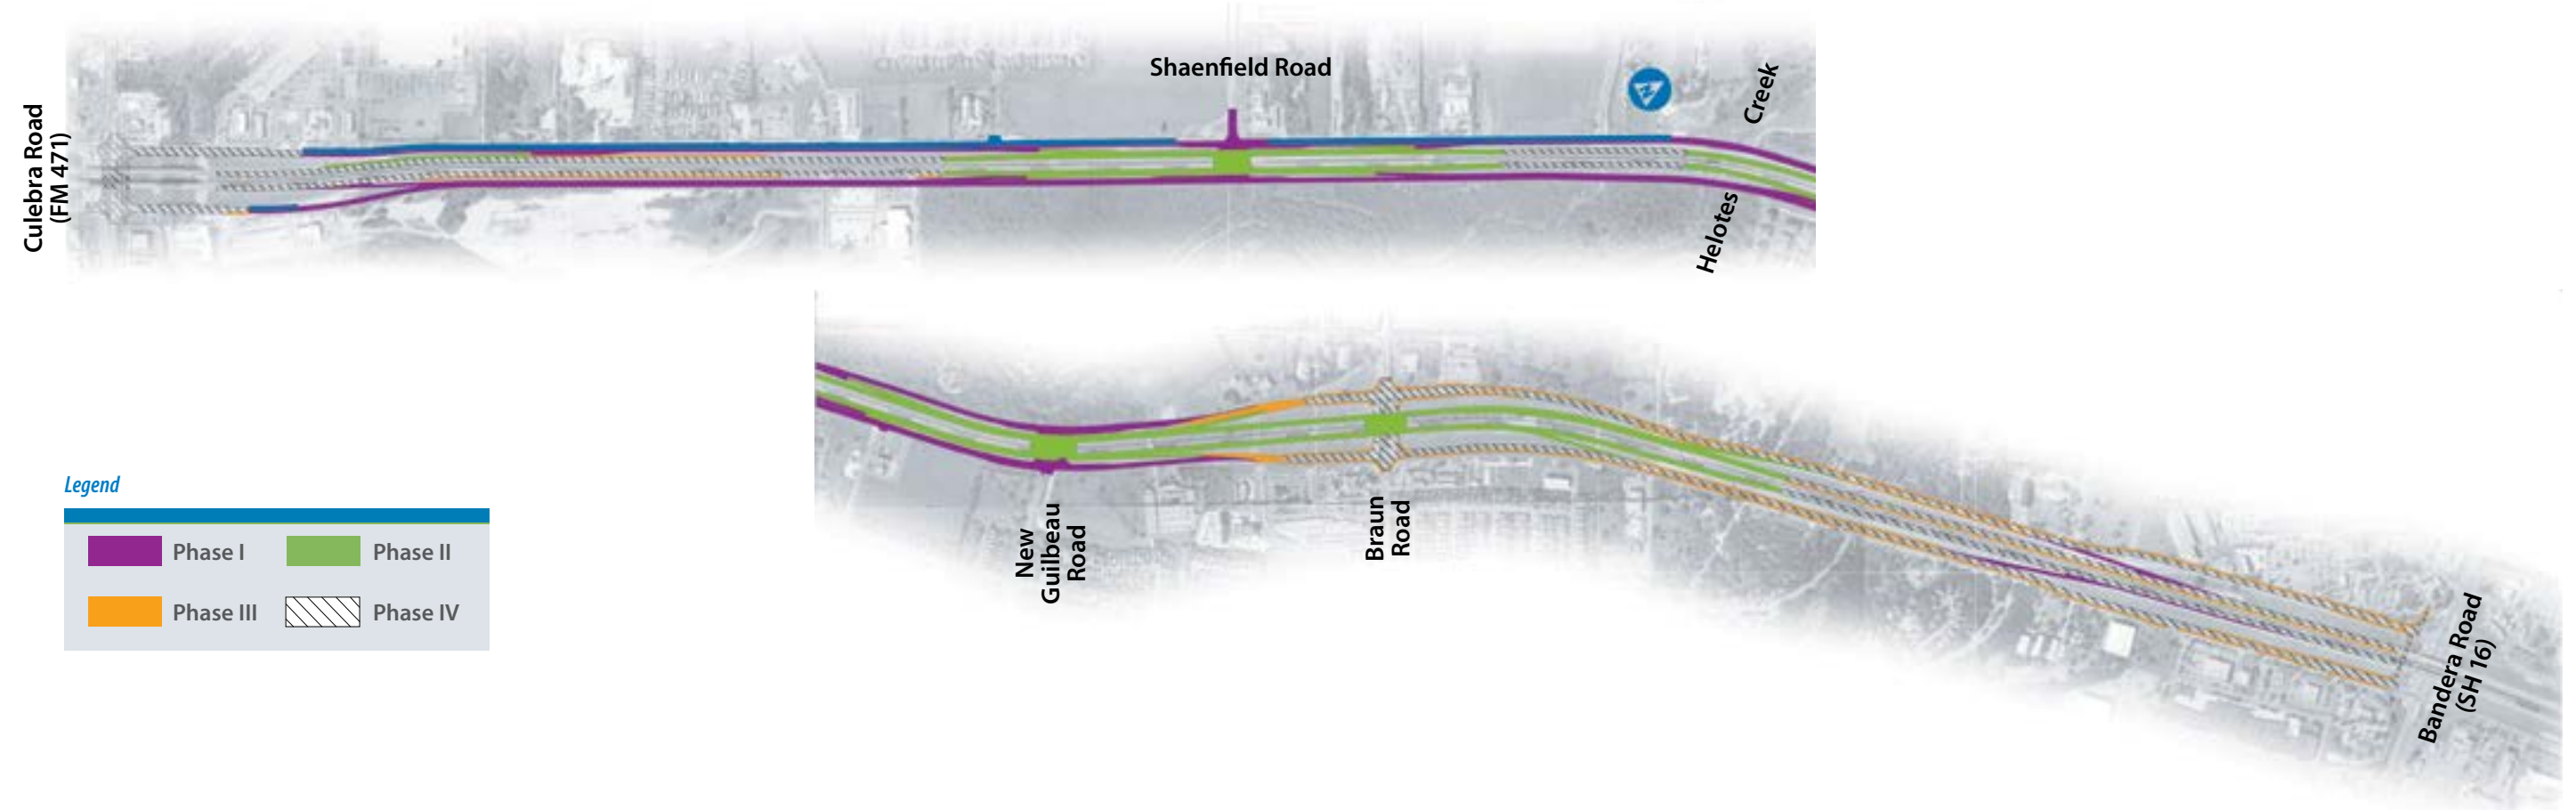 Shaenfield Road
Culebra Road
(FM 471)
Creek
Helotes
New
Guilbeau
Road
Braun
Road
Bandera Road
(SH 16)
Legend
Phase I
Phase II
Phase III
Phase IV